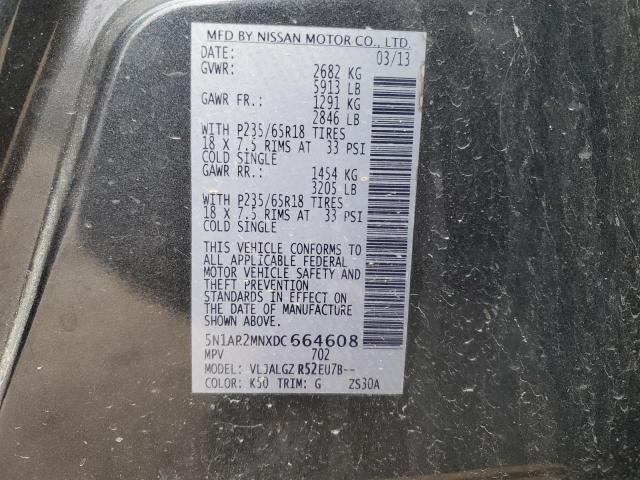 MFD BY NISSAN MOTOR CO., LTD.
DATE: 03/13
GVWR: 2682 KG
5913 LB
GAWR FR.: 1291 KG
2846 LB
WITH P235/65R18 TIRES
18 X 7.5 RIMS AT 33 PSI
COLD SINGLE
GAWR RR.: 1454 KG
3205 LB
WITH P235/65R18 TIRES
18 X 7.5 RIMS AT 33 PSI
COLD SINGLE
THIS VEHICLE CONFORMS TO
ALL APPLICABLE FEDERAL
MOTOR VEHICLE SAFETY AND
THEFT PREVENTION
STANDARDS IN EFFECT ON
THE DATE OF MANUFACTURE
SHOWN ABOVE.
5N1AR2MNXDC664608
MPV 702
MODEL: VLJALGZ R52EU7B--
COLOR: K50 TRIM: G ZS30A